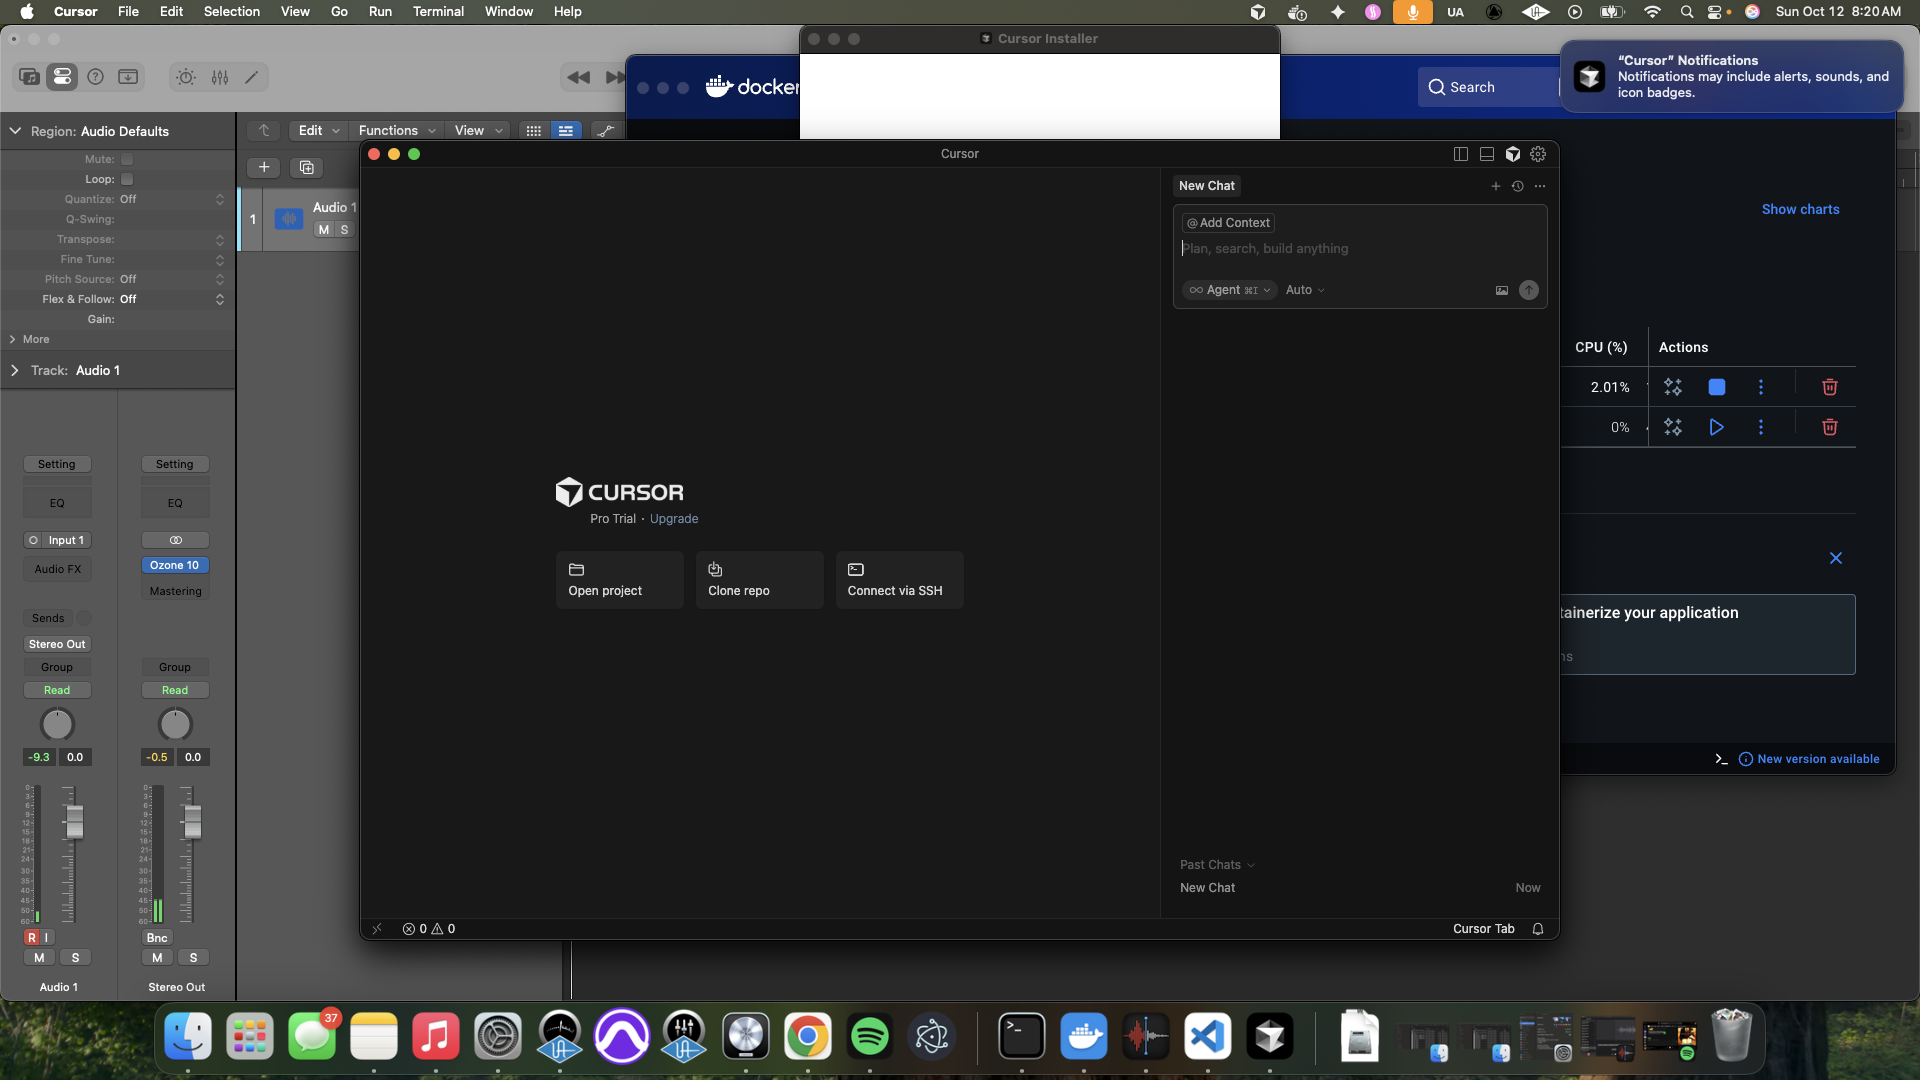 Cursor File Edit Selection View Go Run Terminal Window Help
UA
Sun Oct 12 8:20 AM
Cursor Installer
docker
Search
“Cursor” Notifications
Notifications may include alerts, sounds, and
icon badges.
Region: Audio Defaults
Mute:
Loop:
Quantize: Off
Q-Swing:
Transpose:
Fine Tune:
Pitch Source: Off
Flex & Follow: Off
Gain:
More
Track: Audio 1
Edit Functions View
1
Audio 1
M S
Setting
Setting
EQ
EQ
Input 1
Audio FX
Ozone 10
Mastering
Sends
Stereo Out
Group
Group
Read
Read
-9.3 0.0
-0.5 0.0
R I
Bnc
M S
M S
Audio 1
Stereo Out
Cursor
CURSOR
Pro Trial · Upgrade
Open project
Clone repo
Connect via SSH
New Chat
@ Add Context
Plan, search, build anything
∞ Agent ⌘I
Auto
Past Chats
New Chat
Now
0 0
Cursor Tab
Show charts
CPU (%)
Actions
2.01%
0%
tainerize your application
ns
>_
New version available
37